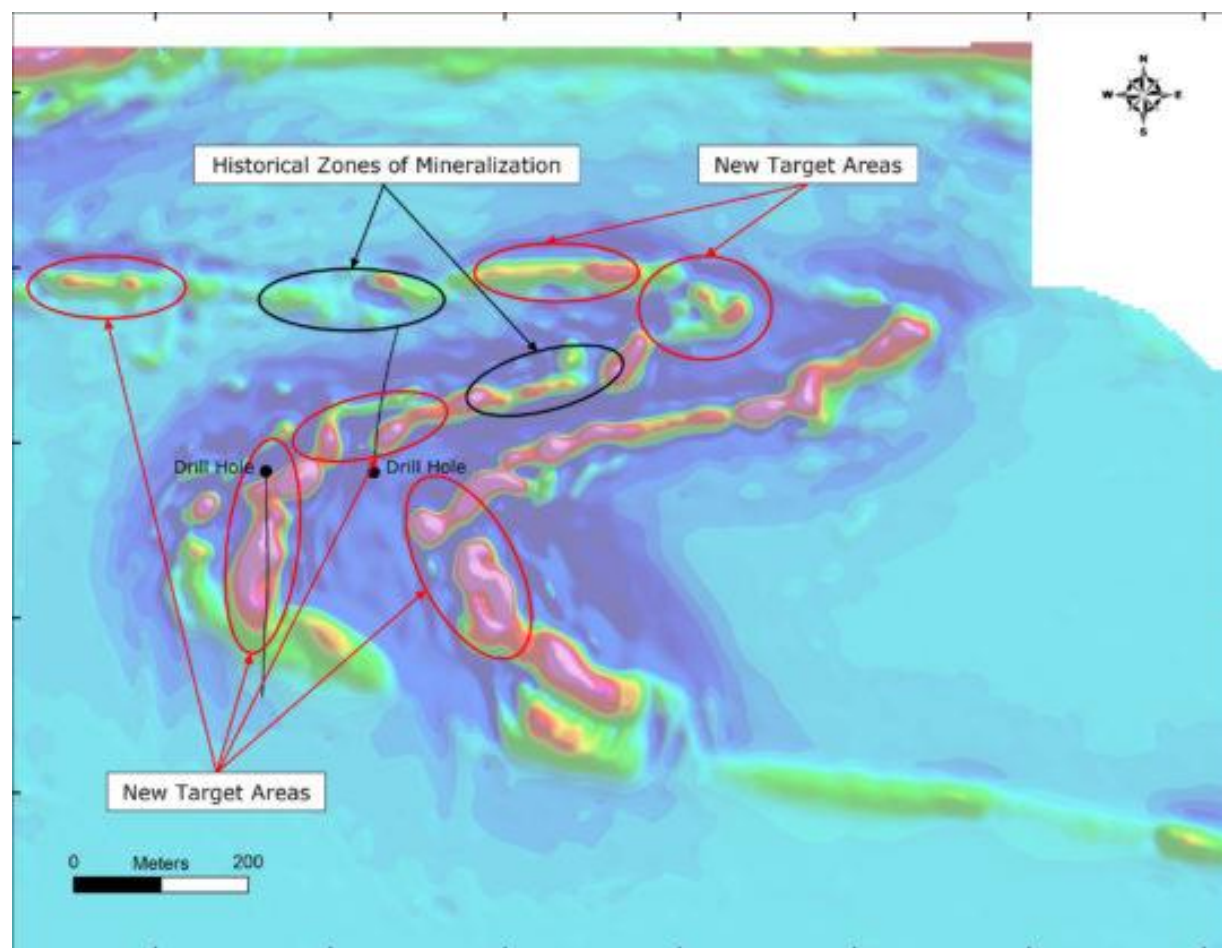 N
W E
S
Historical Zones of Mineralization
New Target Areas
Drill Hole
Drill Hole
New Target Areas
0 Meters 200